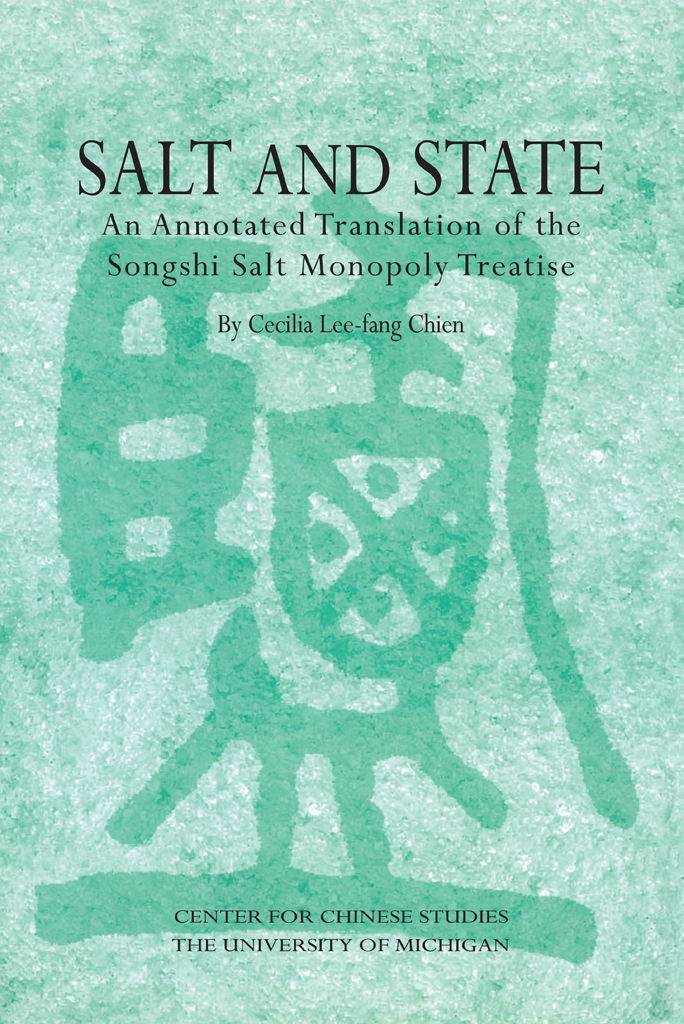 SALT AND STATE
An Annotated Translation of the
Songshi Salt Monopoly Treatise
By Cecilia Lee-fang Chien
鹽
CENTER FOR CHINESE STUDIES
THE UNIVERSITY OF MICHIGAN